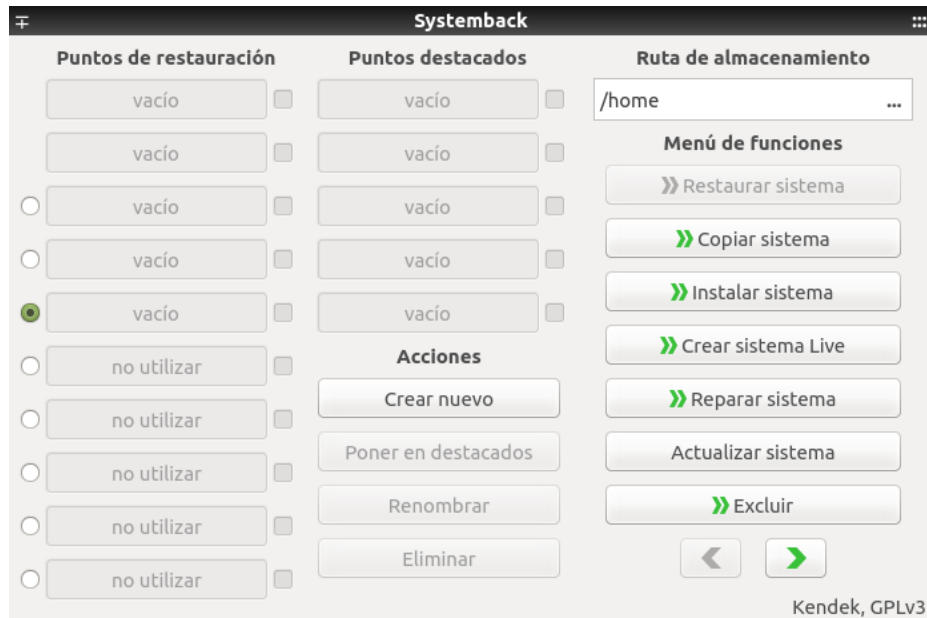 Systemback
Puntos de restauración
vacío
vacío
vacío
vacío
vacío
no utilizar
no utilizar
no utilizar
no utilizar
no utilizar
Puntos destacados
vacío
vacío
vacío
vacío
vacío
Acciones
Crear nuevo
Poner en destacados
Renombrar
Eliminar
Ruta de almacenamiento
/home ...
Menú de funciones
Restaurar sistema
Copiar sistema
Instalar sistema
Crear sistema Live
Reparar sistema
Actualizar sistema
Excluir
Kendek, GPLv3